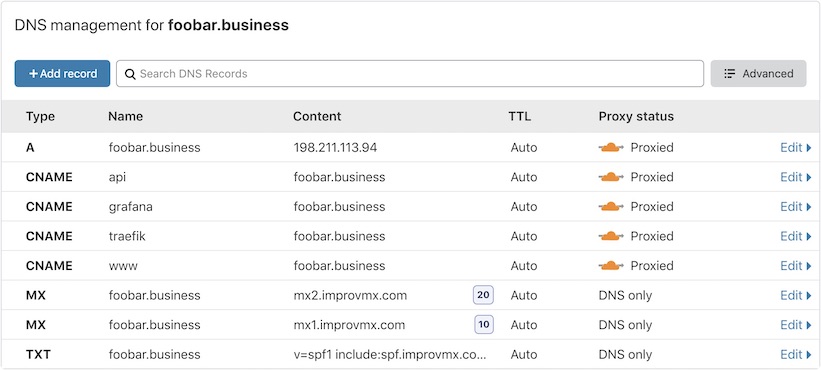 DNS management for foobar.business
+Add record Search DNS Records Advanced
Type Name Content TTL Proxy status
A foobar.business 198.211.113.94 Auto Proxied Edit
CNAME api foobar.business Auto Proxied Edit
CNAME grafana foobar.business Auto Proxied Edit
CNAME traefik foobar.business Auto Proxied Edit
CNAME www foobar.business Auto Proxied Edit
MX foobar.business mx2.improvmx.com 20 Auto DNS only Edit
MX foobar.business mx1.improvmx.com 10 Auto DNS only Edit
TXT foobar.business v=spf1 include:spf.improvmx.co... Auto DNS only Edit